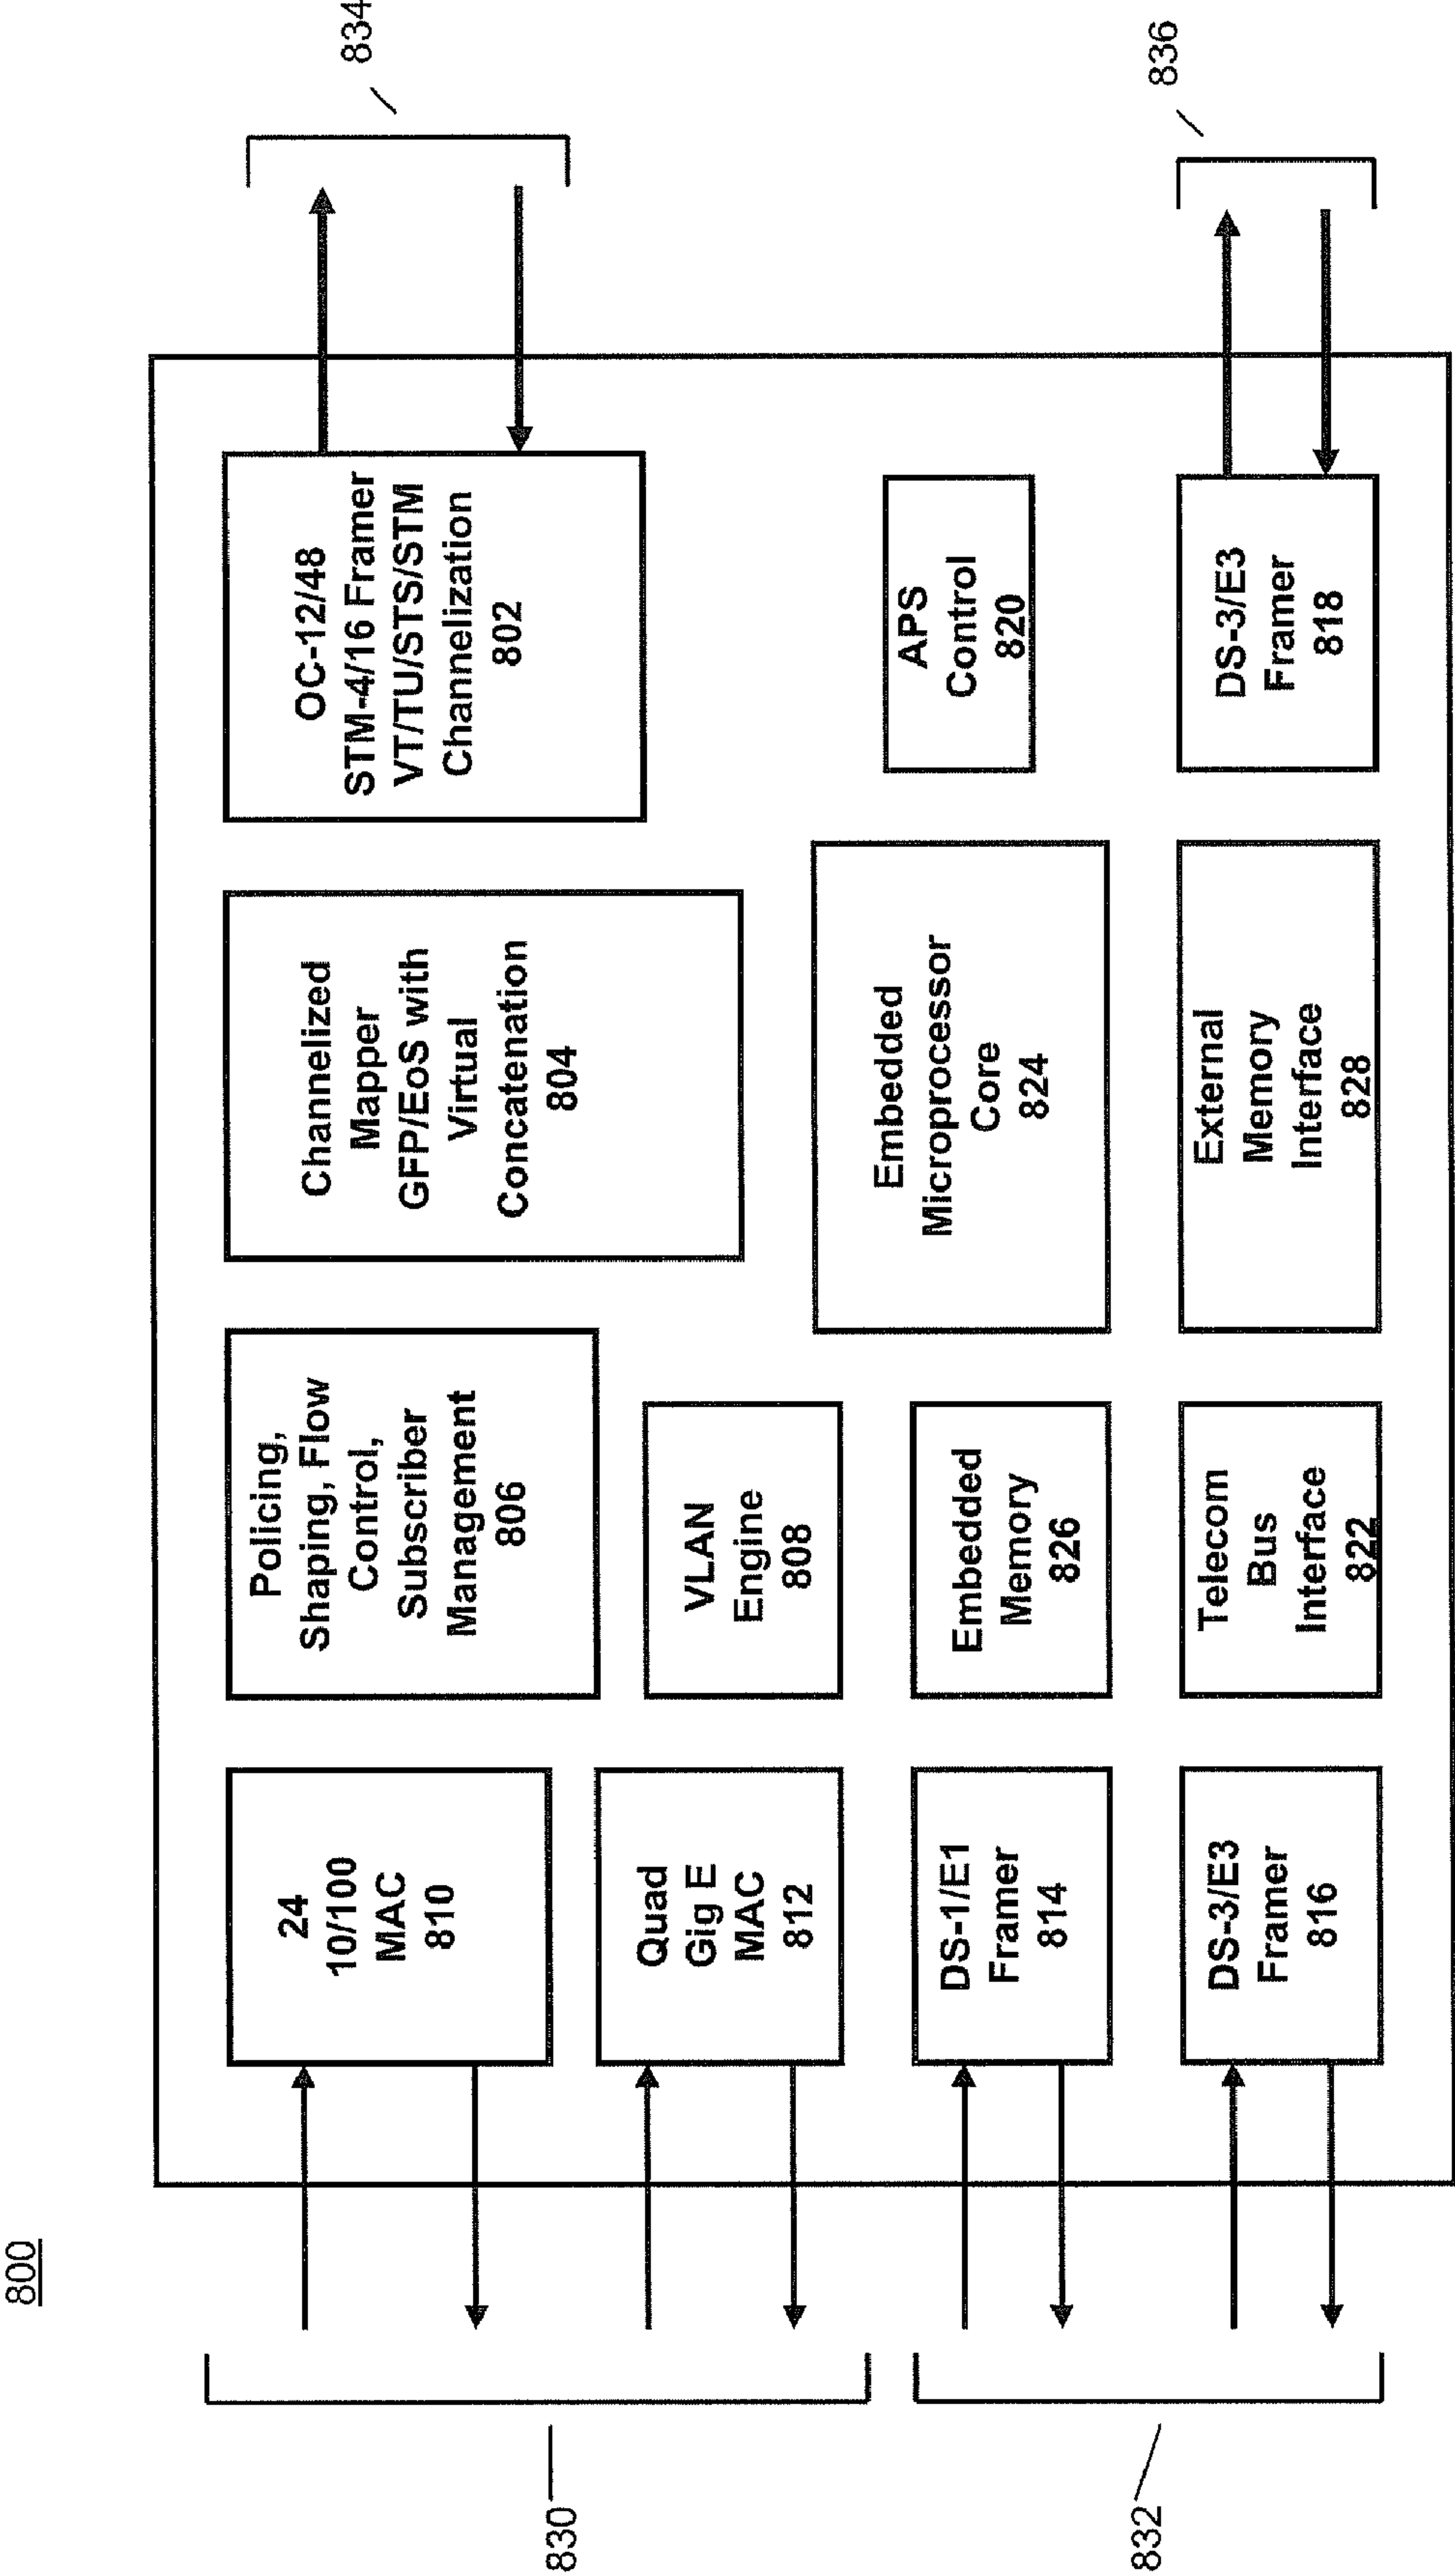 800
834
836
OC-12/48
STM-4/16 Framer
VT/TU/STS/STM
Channelization
802
Channelized
Mapper
GFP/EoS with
Virtual
Concatenation
804
Policing,
Shaping, Flow
Control,
Subscriber
Management
806
24
10/100
MAC
810
VLAN
Engine
808
Quad
Gig E
MAC
812
APS
Control
820
Embedded
Microprocessor
Core
824
Embedded
Memory
826
DS-1/E1
Framer
814
DS-3/E3
Framer
818
External
Memory
Interface
828
Telecom
Bus
Interface
822
DS-3/E3
Framer
816
830
832